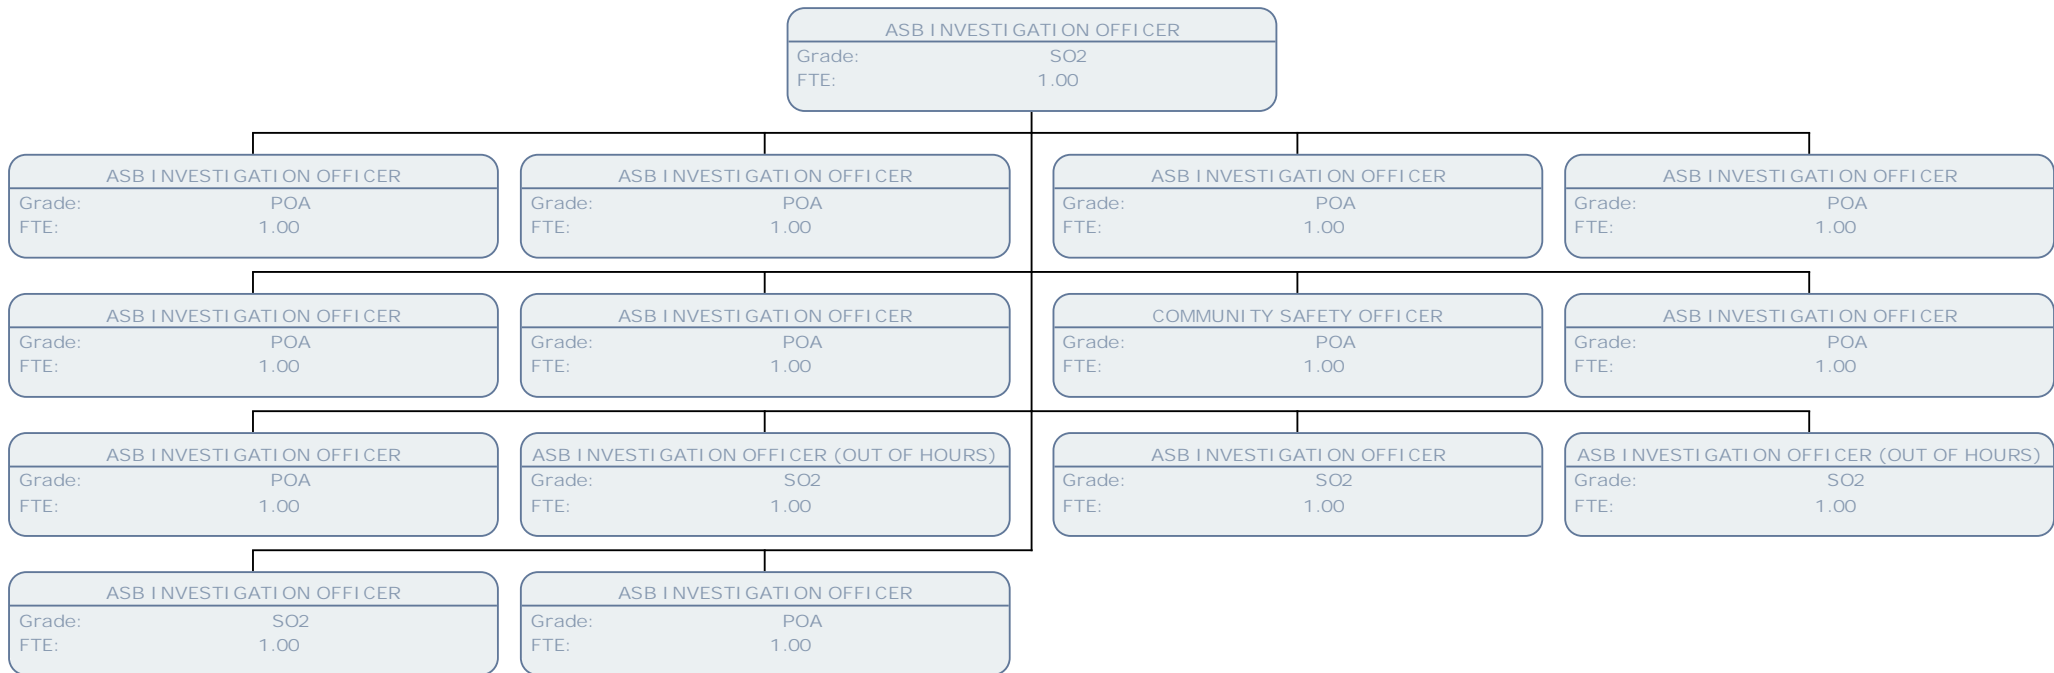 ASB INVESTIGATION OFFICER
Grade: SO2
FTE: 1.00
ASB INVESTIGATION OFFICER
Grade: POA
FTE: 1.00
ASB INVESTIGATION OFFICER
Grade: POA
FTE: 1.00
ASB INVESTIGATION OFFICER
Grade: POA
FTE: 1.00
ASB INVESTIGATION OFFICER
Grade: POA
FTE: 1.00
ASB INVESTIGATION OFFICER
Grade: POA
FTE: 1.00
ASB INVESTIGATION OFFICER
Grade: POA
FTE: 1.00
COMMUNITY SAFETY OFFICER
Grade: POA
FTE: 1.00
ASB INVESTIGATION OFFICER
Grade: POA
FTE: 1.00
ASB INVESTIGATION OFFICER
Grade: POA
FTE: 1.00
ASB INVESTIGATION OFFICER (OUT OF HOURS)
Grade: SO2
FTE: 1.00
ASB INVESTIGATION OFFICER
Grade: SO2
FTE: 1.00
ASB INVESTIGATION OFFICER (OUT OF HOURS)
Grade: SO2
FTE: 1.00
ASB INVESTIGATION OFFICER
Grade: SO2
FTE: 1.00
ASB INVESTIGATION OFFICER
Grade: POA
FTE: 1.00